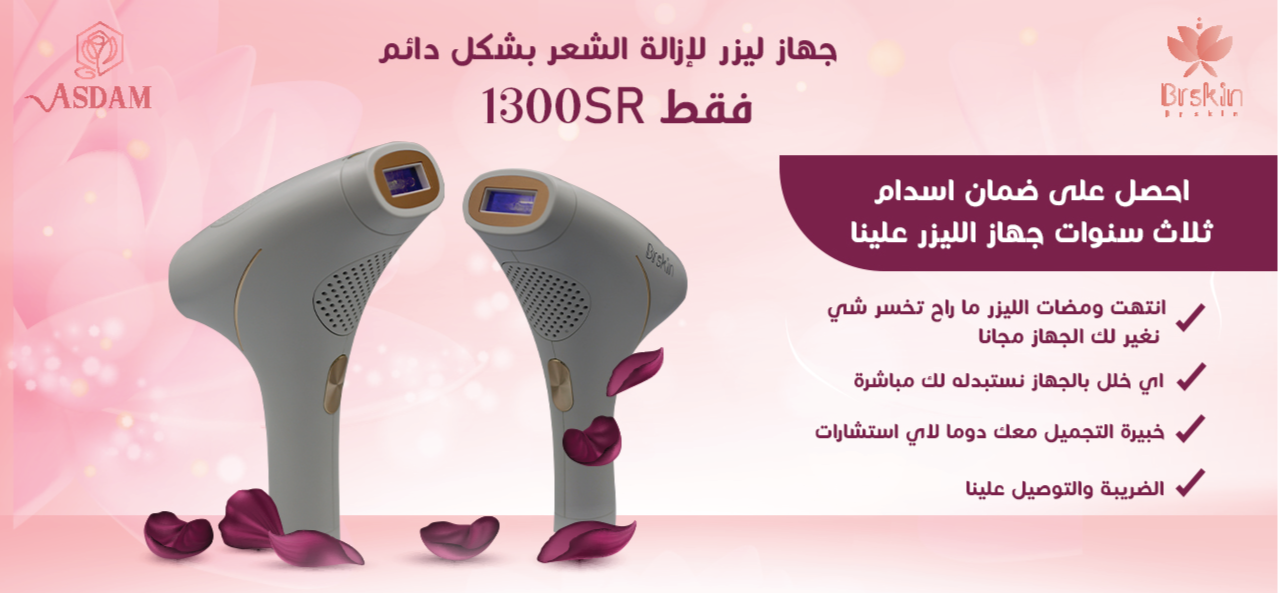 ASDAM
جهاز ليزر لإزالة الشعر بشكل دائم
فقط 1300SR
Brskin
Brskin
احصل على ضمان اسدام
ثلاث سنوات جهاز الليزر علينا
انتهت ومضات الليزر ما راح تخسر شي
نغير لك الجهاز مجانا
اي خلل بالجهاز نستبدله لك مباشرة
خبيرة التجميل معك دوما لاي استشارات
الضريبة والتوصيل علينا
Brskin